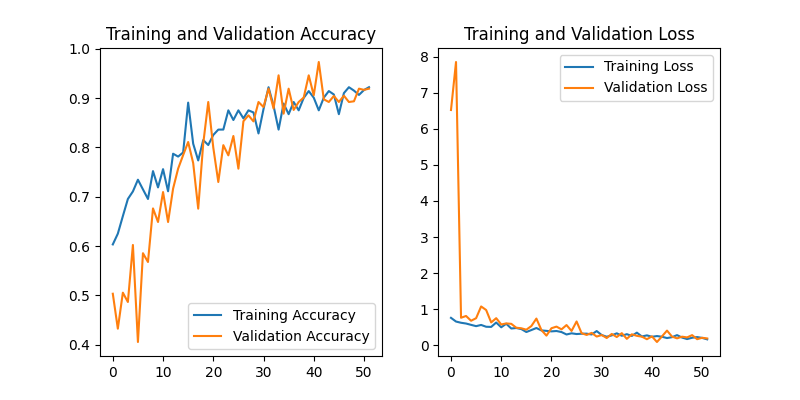 Training and Validation Accuracy
1.0
0.9
0.8
0.7
0.6
0.5
0.4
0 10 20 30 40 50
Training Accuracy
Validation Accuracy
Training and Validation Loss
8
7
6
5
4
3
2
1
0
0 10 20 30 40 50
Training Loss
Validation Loss